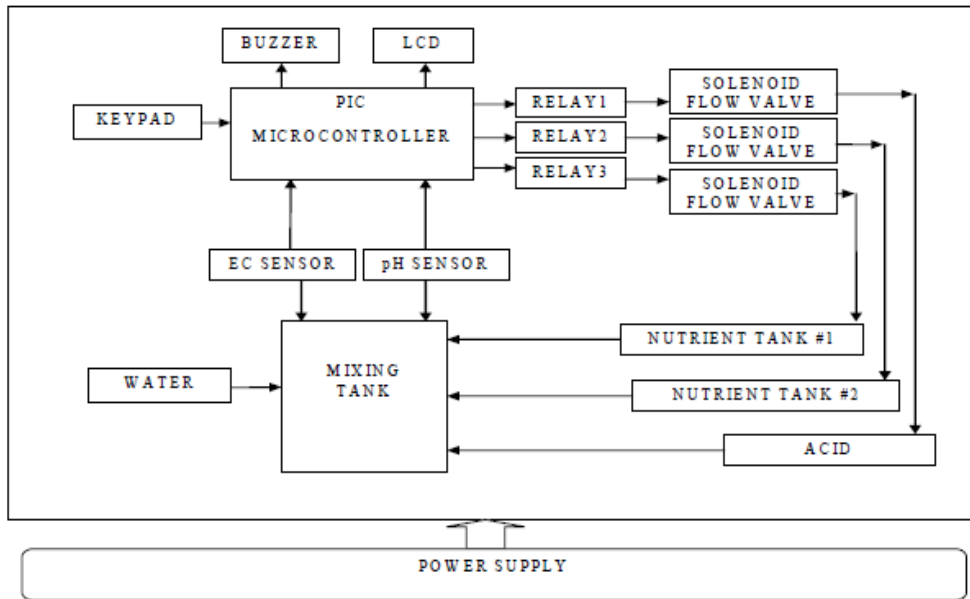 BUZZER
LCD
KEYPAD
PIC
MICROCONTROLLER
RELAY1
RELAY2
RELAY3
SOLENOID
FLOW VALVE
SOLENOID
FLOW VALVE
SOLENOID
FLOW VALVE
EC SENSOR
pH SENSOR
WATER
MIXING
TANK
NUTRIENT TANK #1
NUTRIENT TANK #2
ACID
POWER SUPPLY